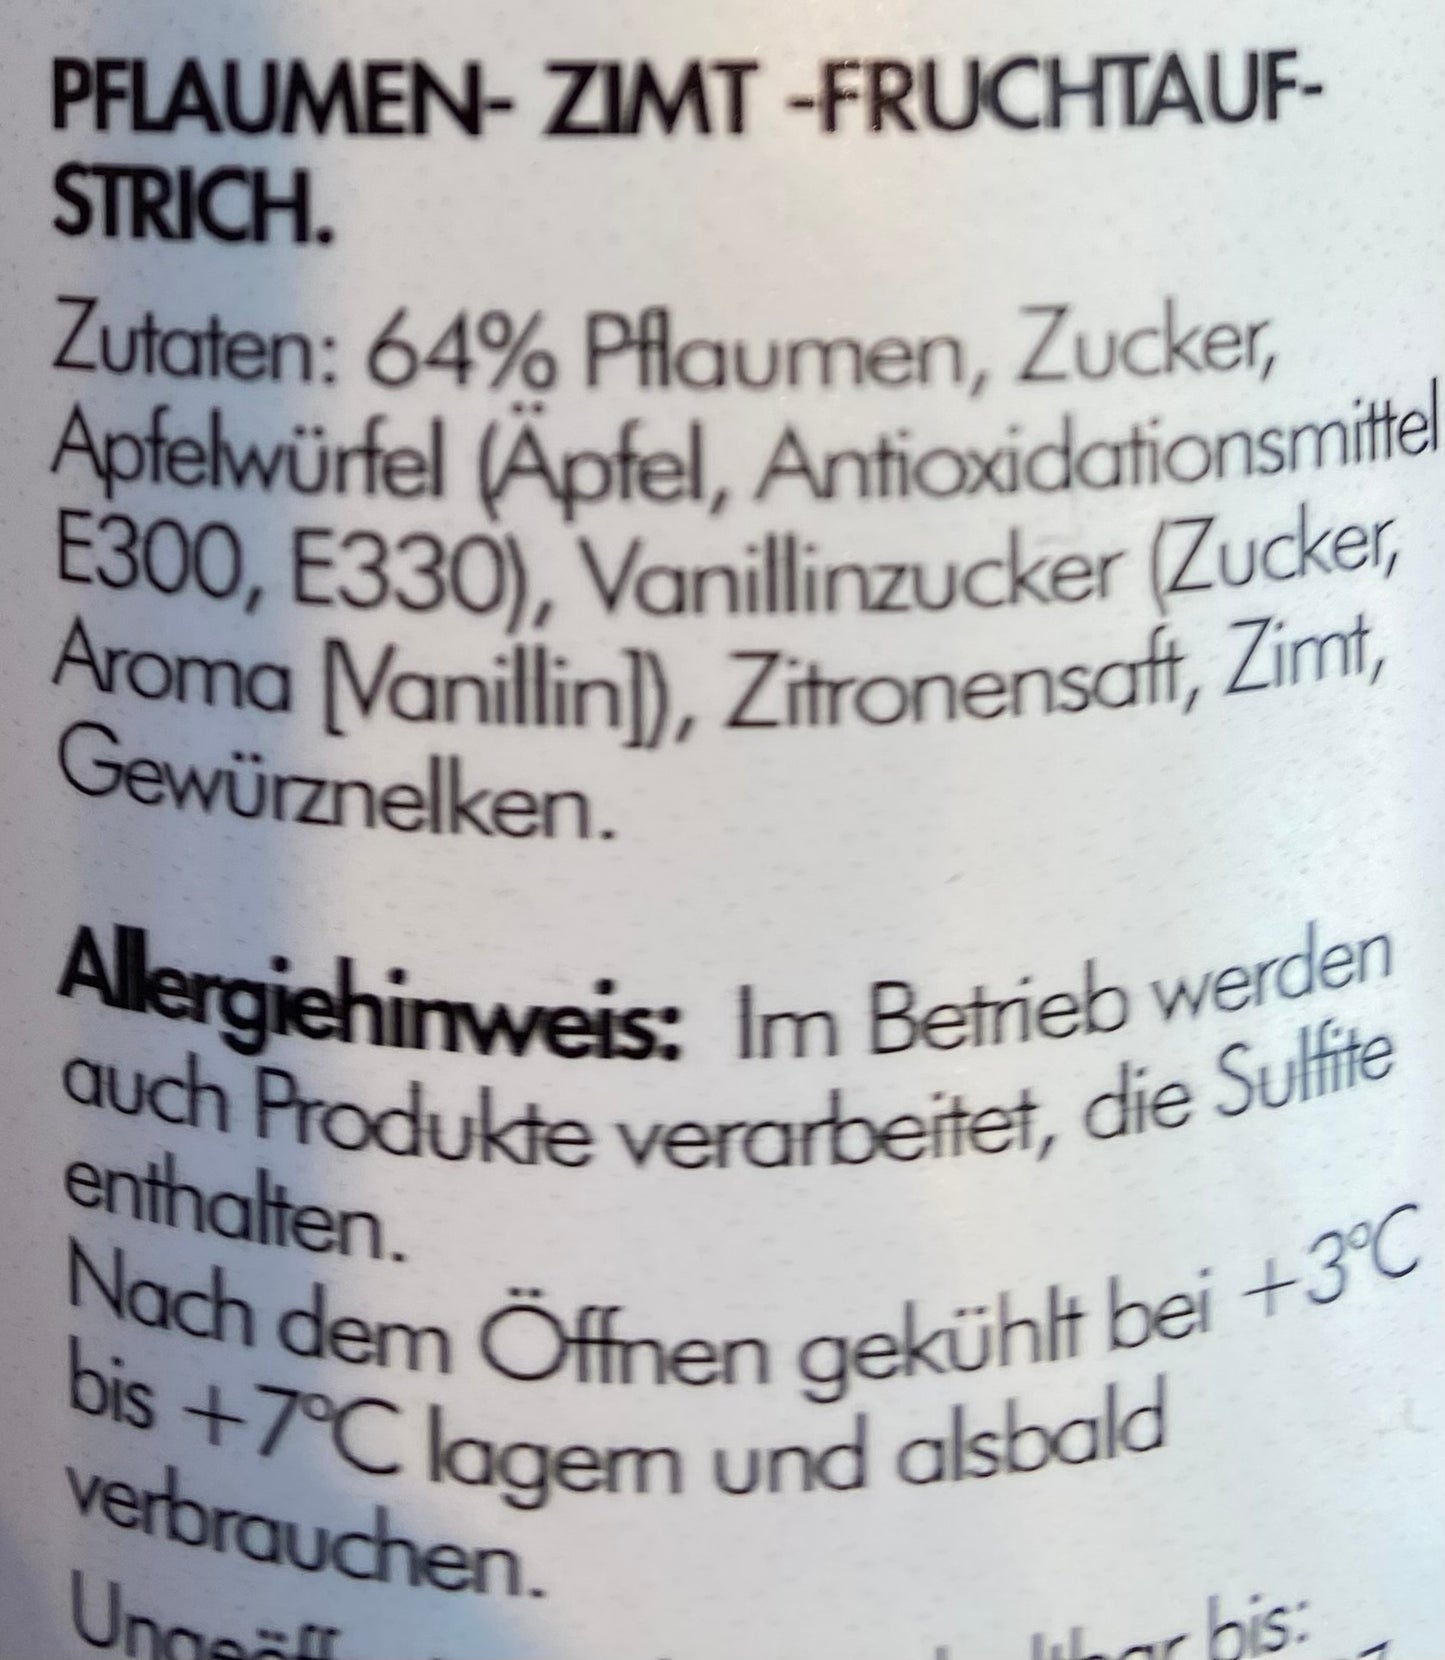 PFLAUMEN- ZIMT -FRUCHTAUF-
STRICH.
Zutaten: 64% Pflaumen, Zucker,
Apfelwürfel (Äpfel, Antioxidationsmittel
E300, E330), Vanillinzucker (Zucker,
Aroma [Vanillin]), Zitronensaft, Zimt,
Gewürznelken.
Allergiehinweis: Im Betrieb werden
auch Produkte verarbeitet, die Sulfite
enthalten.
Nach dem Öffnen gekühlt bei +3°C
bis +7°C lagern und alsbald
verbrauchen.
bis: